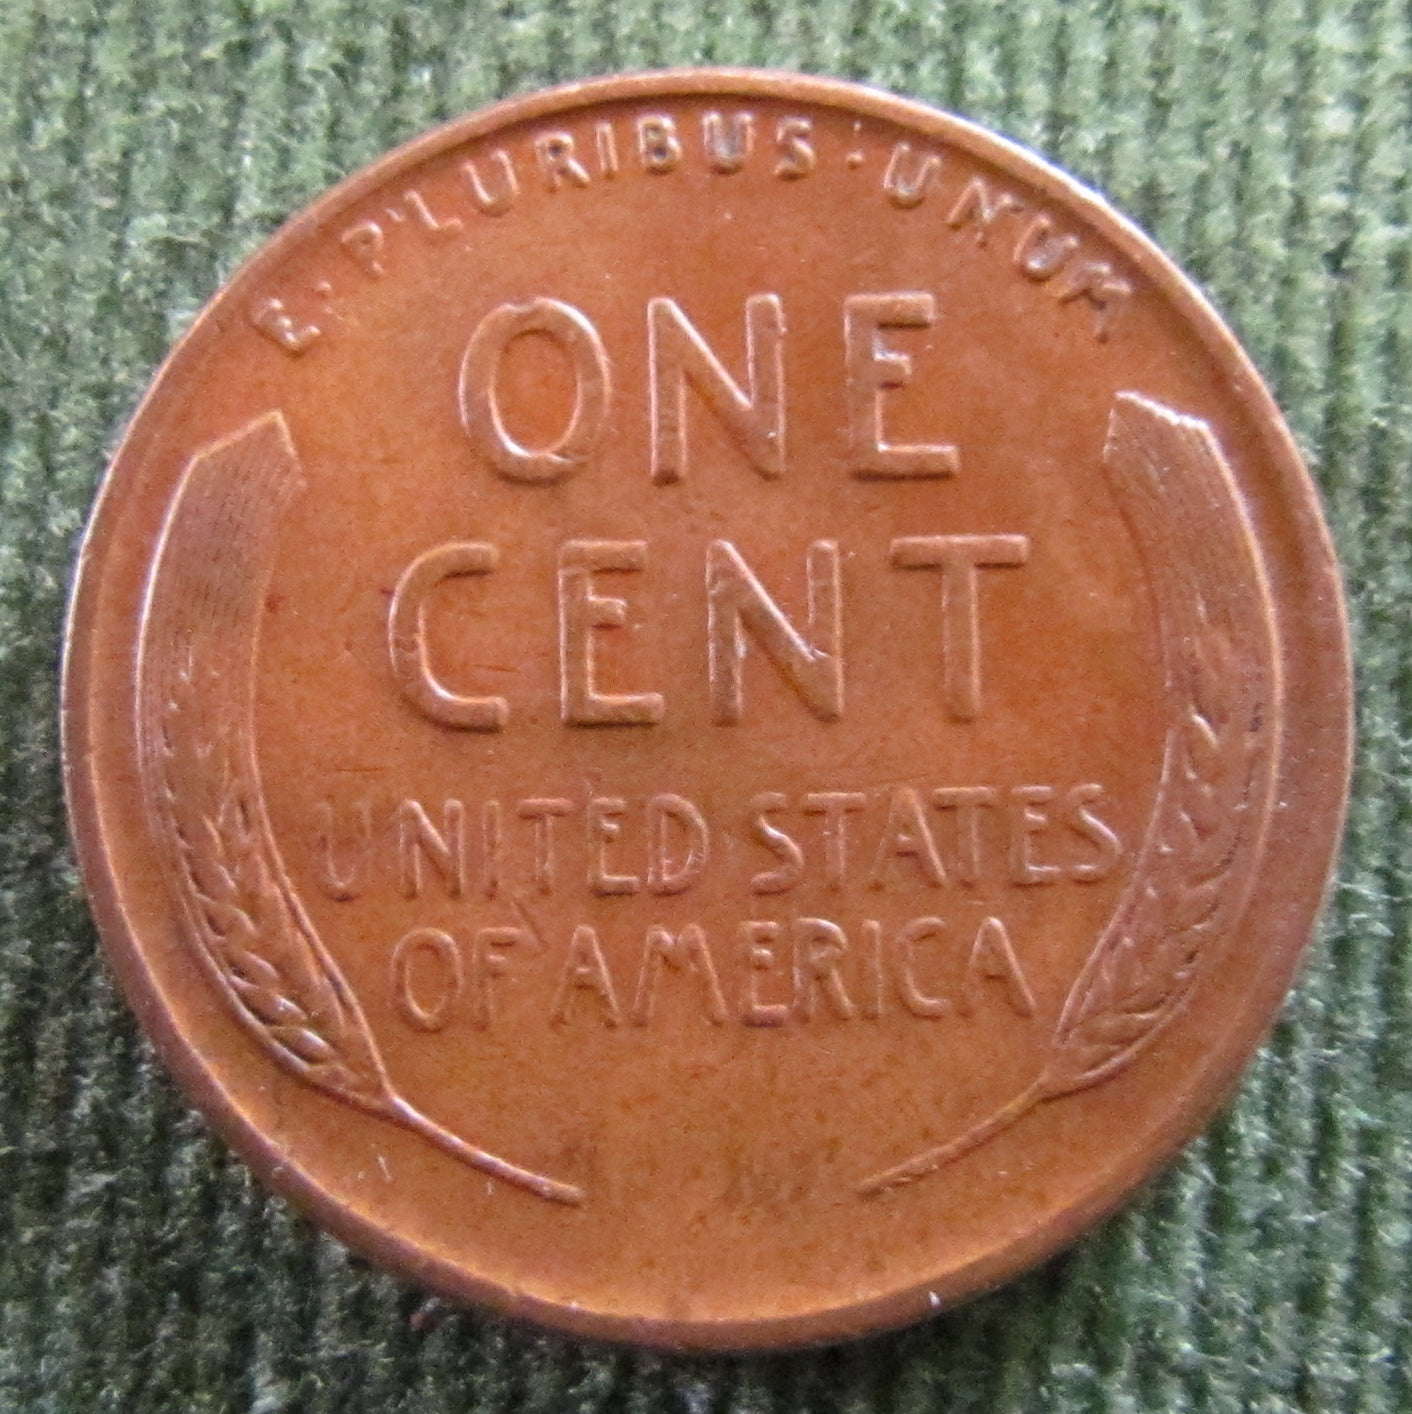 E·PLURIBUS·UNUM
ONE
CENT
UNITED·STATES
OF·AMERICA